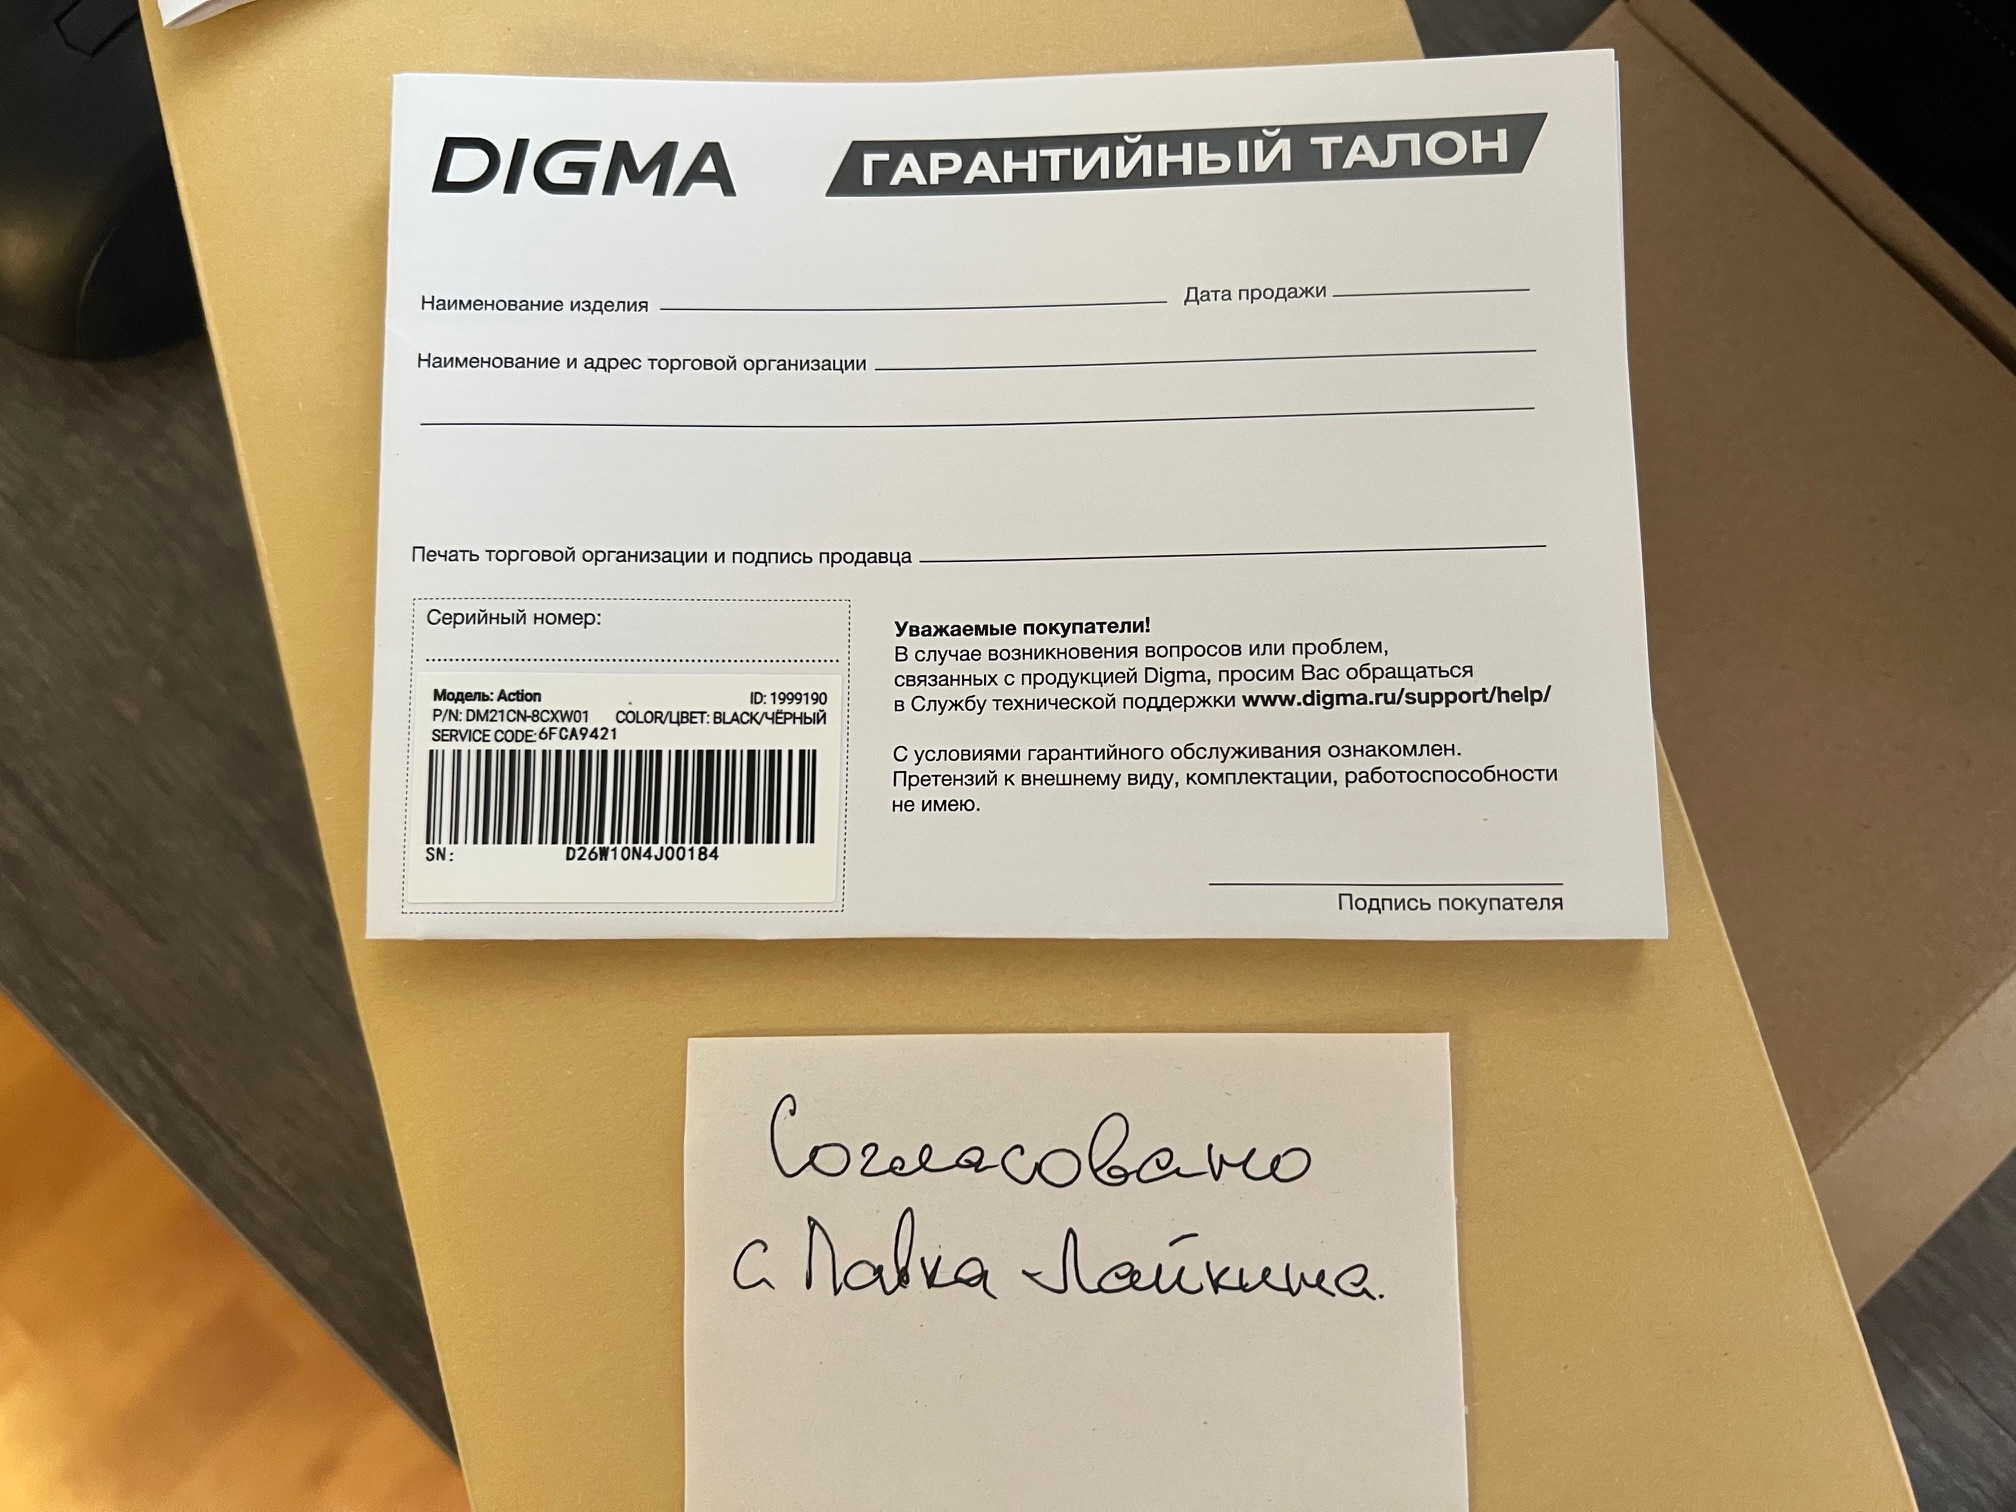 DIGMA
ГАРАНТИЙНЫЙ ТАЛОН
Наименование изделия
Дата продажи
Наименование и адрес торговой организации
Печать торговой организации и подпись продавца
Серийный номер:
Модель: Action
ID: 1999190
P/N: DM21CN-8CXW01
COLOR/ЦВЕТ: BLACK/ЧЁРНЫЙ
SERVICE CODE: 6FCA9421
SN: D26W10N4J00184
Уважаемые покупатели!
В случае возникновения вопросов или проблем,
связанных с продукцией Digma, просим Вас обращаться
в Службу технической поддержки www.digma.ru/support/help/
С условиями гарантийного обслуживания ознакомлен.
Претензий к внешнему виду, комплектации, работоспособности
не имею.
Подпись покупателя
Согласовано
с Лавка Лайкина.